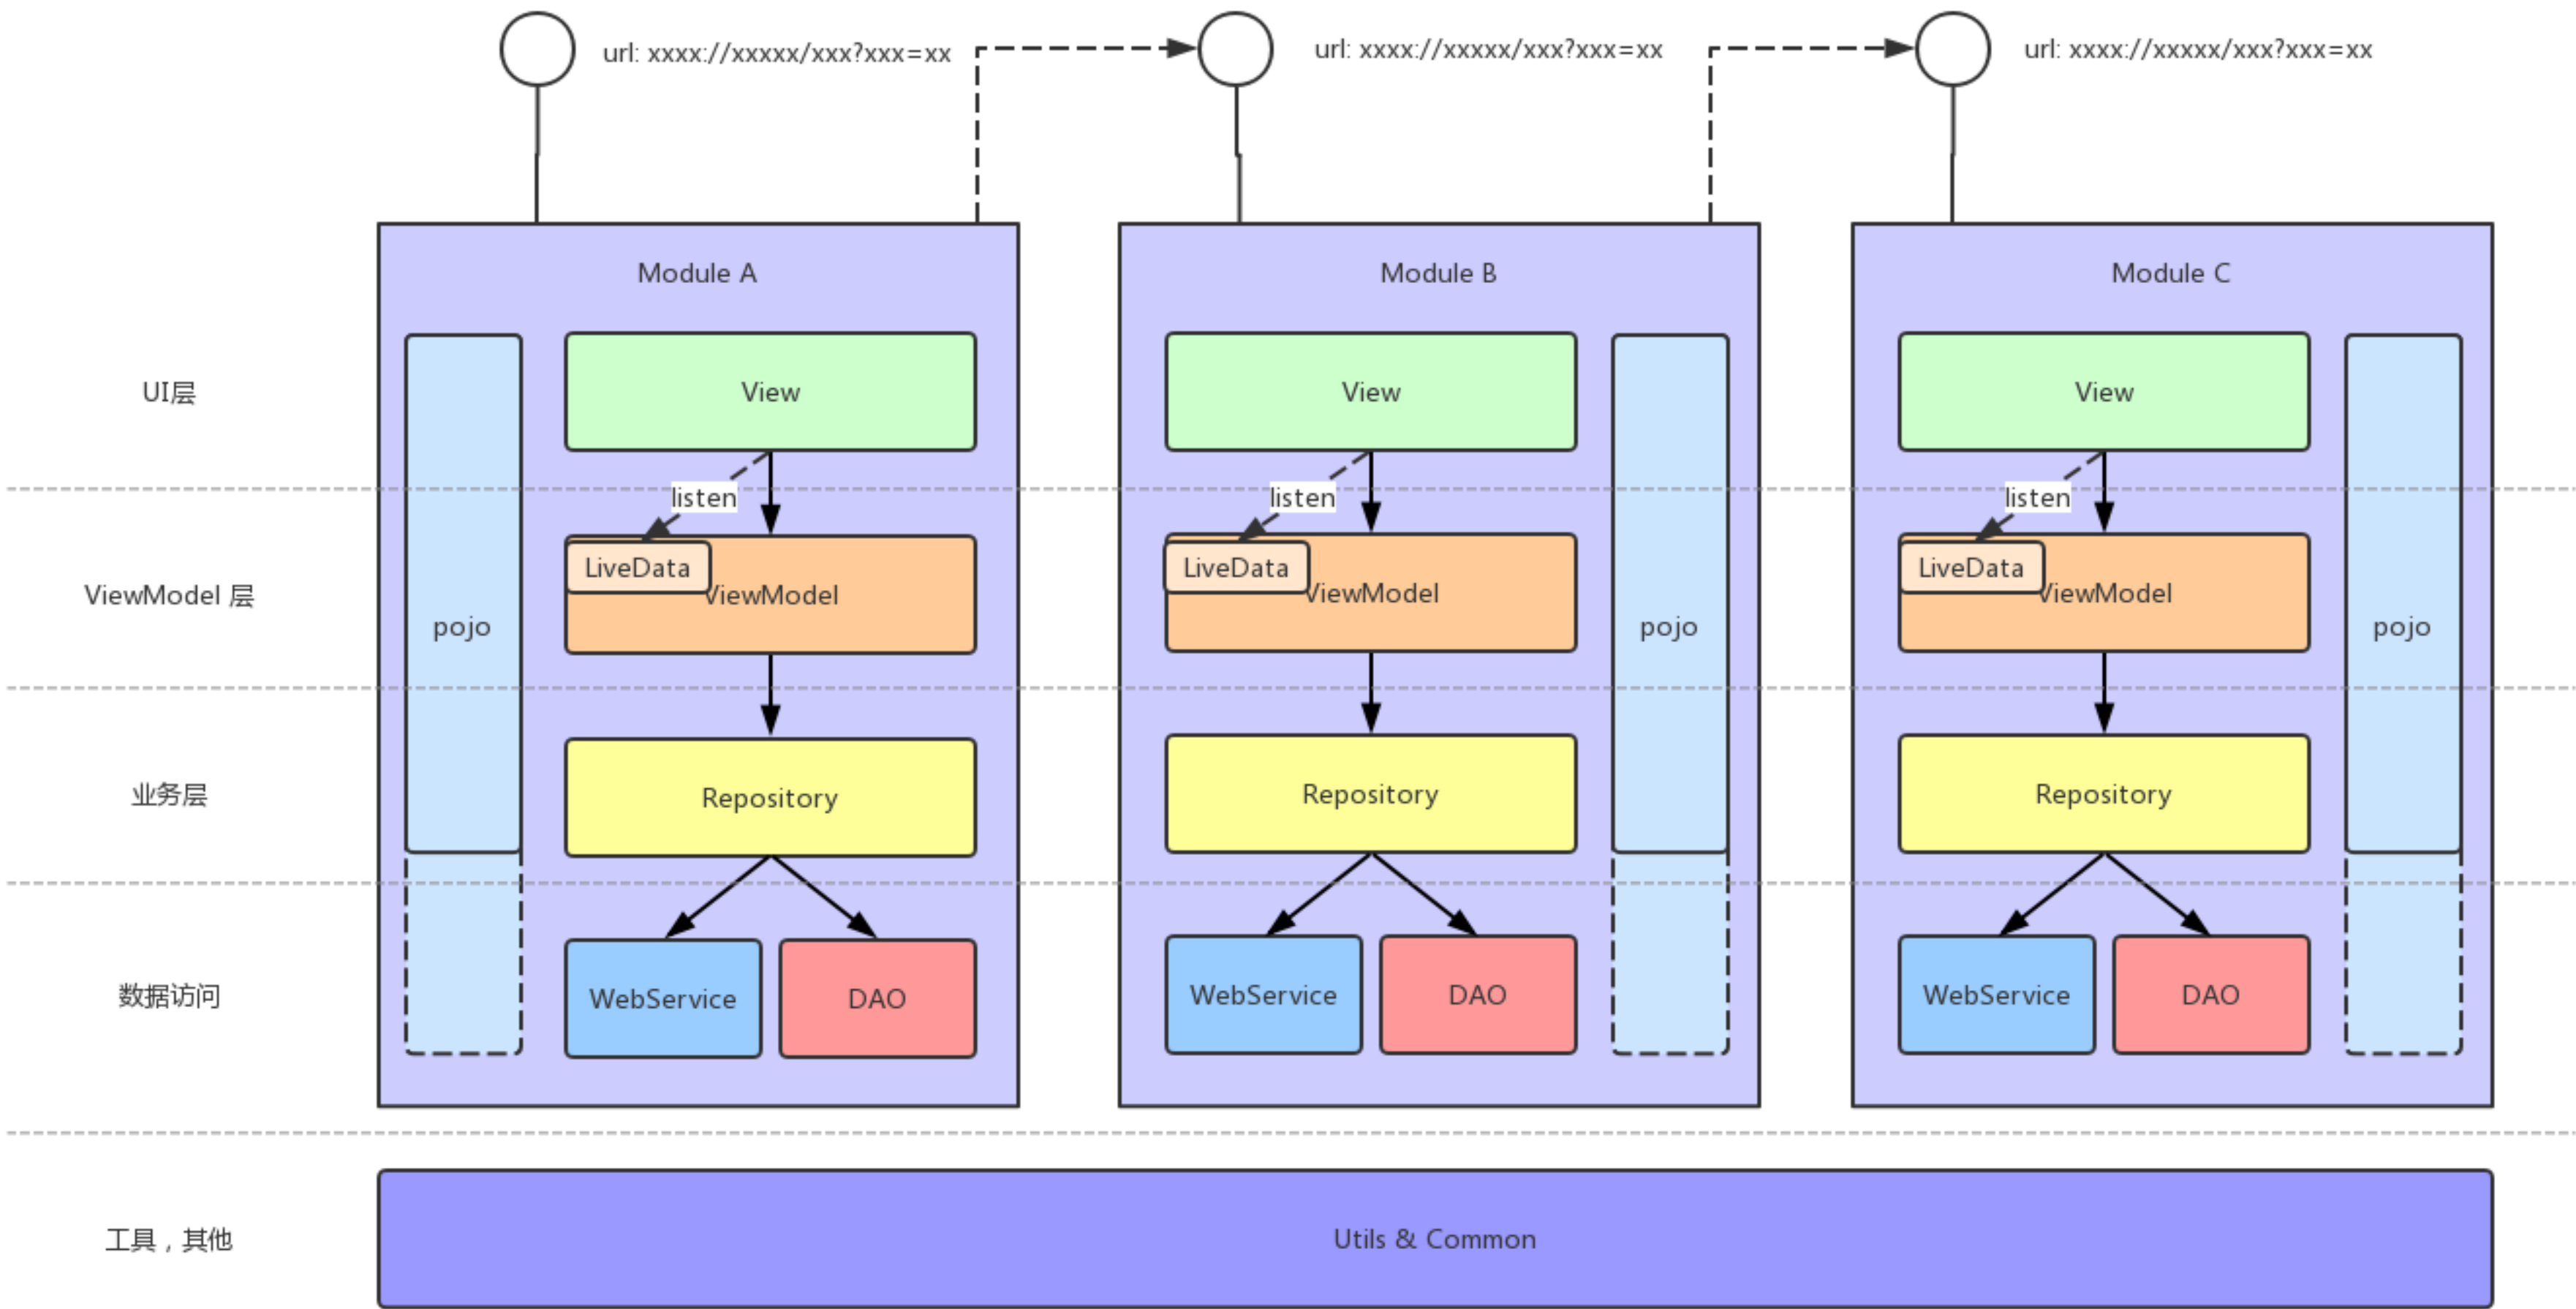 url: xxxx://xxxxx/xxx?xxx=xx
url: xxxx://xxxxx/xxx?xxx=xx
url: xxxx://xxxxx/xxx?xxx=xx
Module A
Module B
Module C
UI层
View
View
View
listen
listen
listen
ViewModel 层
pojo
LiveData
ViewModel
LiveData
ViewModel
pojo
LiveData
ViewModel
pojo
业务层
Repository
Repository
Repository
数据访问
WebService
DAO
WebService
DAO
WebService
DAO
工具，其他
Utils & Common